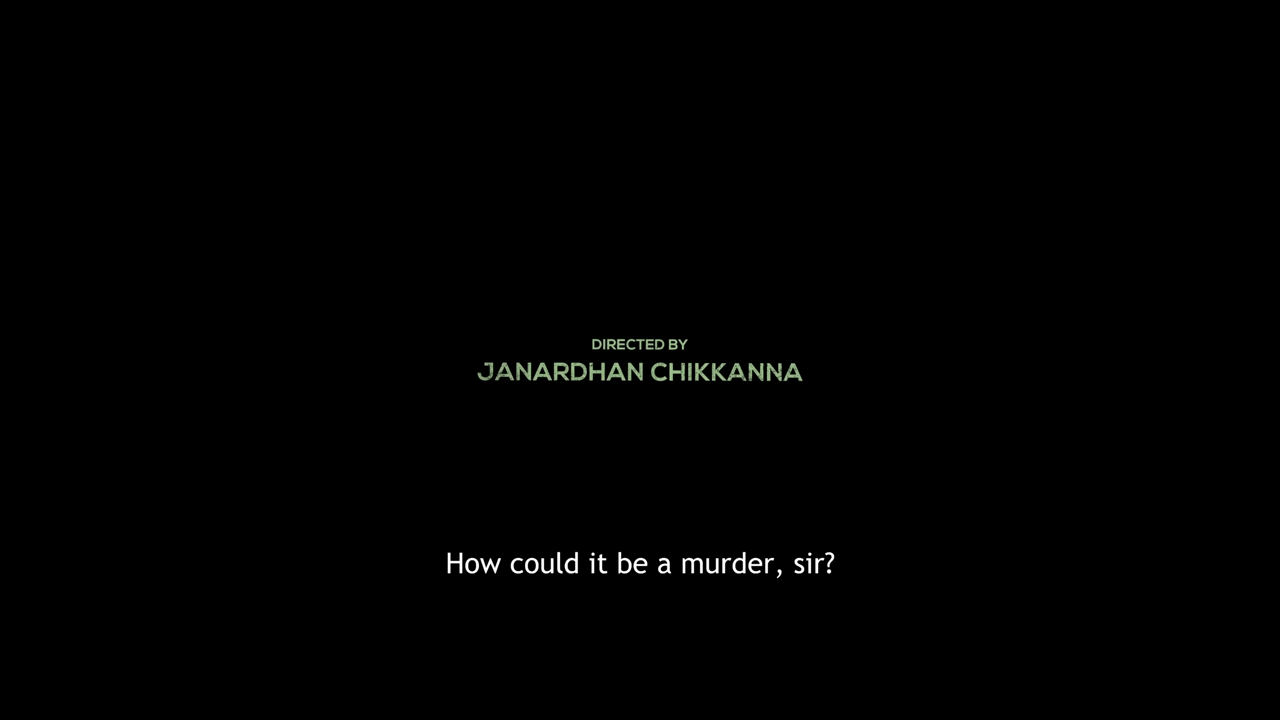 DIRECTED BY
JANARDHAN CHIKKANNA
How could it be a murder, sir?